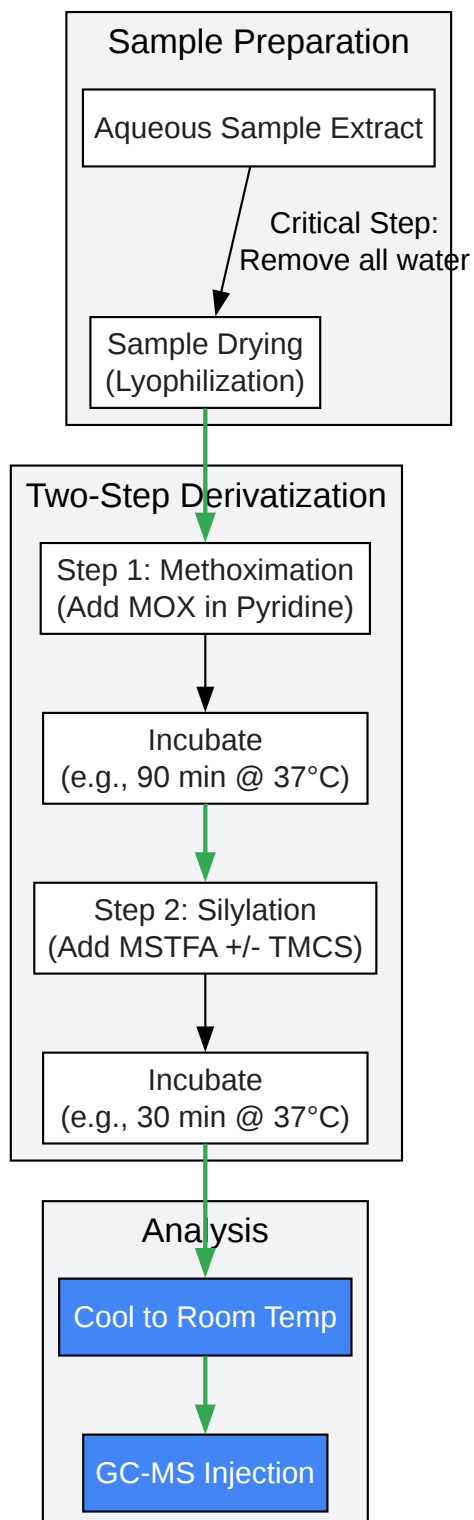 Sample Preparation
Aqueous Sample Extract
Critical Step:
Remove all water
Sample Drying
(Lyophilization)
Two-Step Derivatization
Step 1: Methoximation
(Add MOX in Pyridine)
Incubate
(e.g., 90 min @ 37°C)
Step 2: Silylation
(Add MSTFA +/- TMCS)
Incubate
(e.g., 30 min @ 37°C)
Analysis
Cool to Room Temp
GC-MS Injection